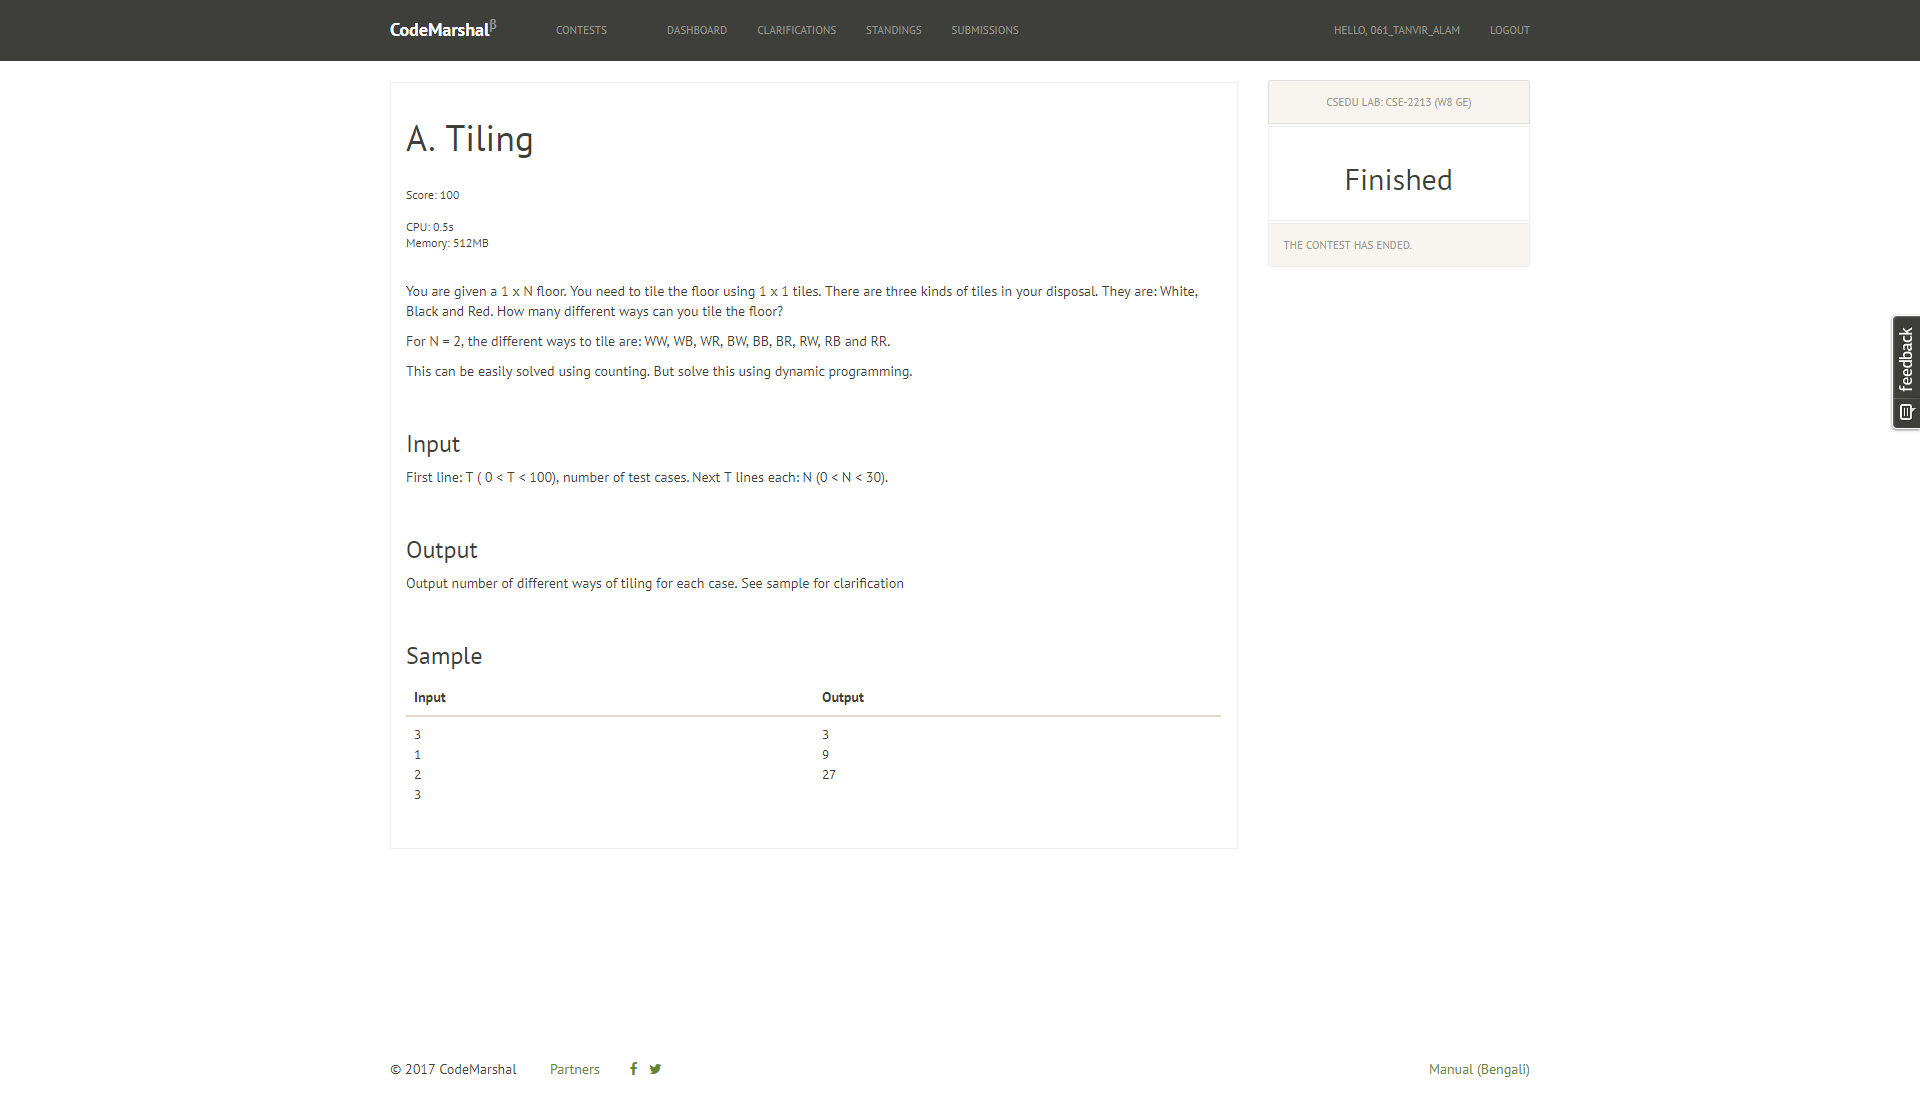 CodeMarshalβ
CONTESTS
DASHBOARD
CLARIFICATIONS
STANDINGS
SUBMISSIONS
HELLO, 061_TANVIR_ALAM
LOGOUT
A. Tiling
Score: 100
CPU: 0.5s
Memory: 512MB
You are given a 1 x N floor. You need to tile the floor using 1 x 1 tiles. There are three kinds of tiles in your disposal. They are: White,
Black and Red. How many different ways can you tile the floor?
For N = 2, the different ways to tile are: WW, WB, WR, BW, BB, BR, RW, RB and RR.
This can be easily solved using counting. But solve this using dynamic programming.
Input
First line: T ( 0 < T < 100), number of test cases. Next T lines each: N (0 < N < 30).
Output
Output number of different ways of tiling for each case. See sample for clarification
Sample
Input Output
3 3
1 9
2 27
3
CSEDU LAB: CSE-2213 (W8 GE)
Finished
THE CONTEST HAS ENDED.
feedback
© 2017 CodeMarshal
Partners
Manual (Bengali)